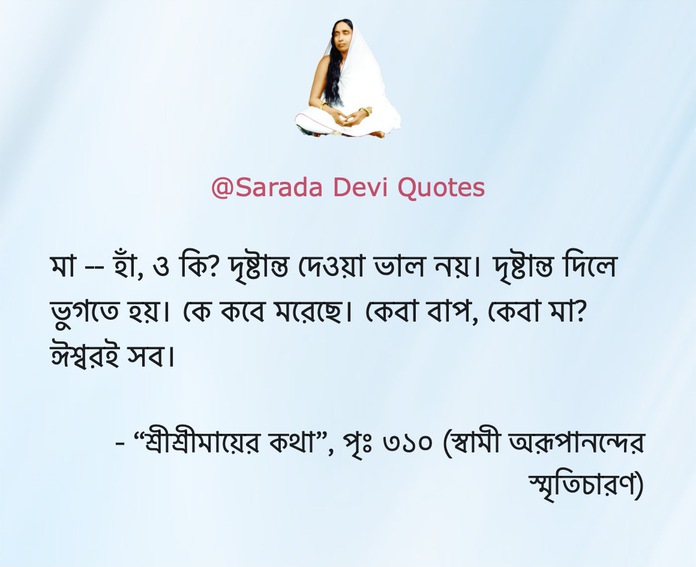 @Sarada Devi Quotes
মা -- হাঁ, ও কি? দৃষ্টান্ত দেওয়া ভাল নয়। দৃষ্টান্ত দিলে
ভুগতে হয়। কে কবে মরেছে। কেবা বাপ, কেবা মা?
ঈশ্বরই সব।
- “শ্রীশ্রীমায়ের কথা”, পৃঃ ৩১০ (স্বামী অরূপানন্দের
স্মৃতিচারণ)